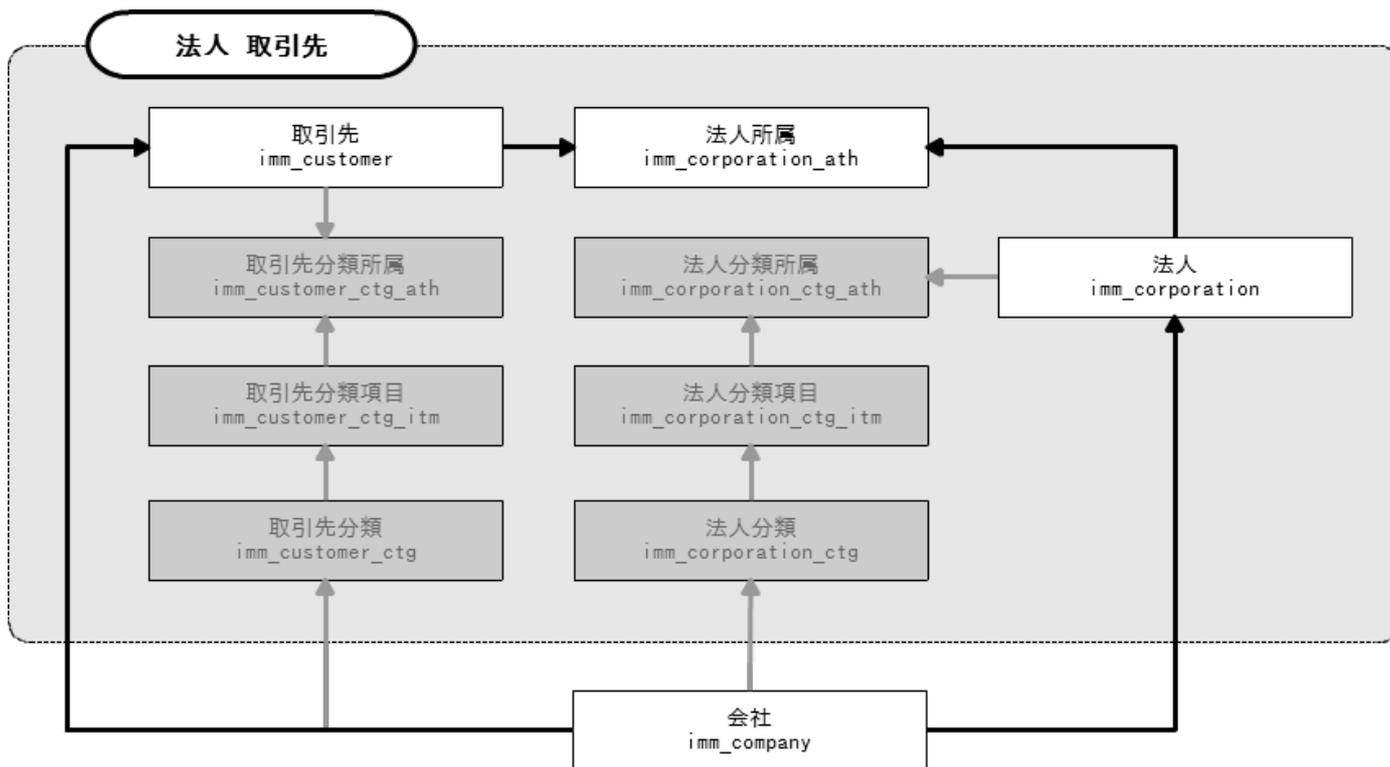 法人 取引先
取引先
imm_customer
法人所属
imm_corporation_ath
取引先分類所属
imm_customer_ctg_ath
法人分類所属
imm_corporation_ctg_ath
法人
imm_corporation
取引先分類項目
imm_customer_ctg_itm
法人分類項目
imm_corporation_ctg_itm
取引先分類
imm_customer_ctg
法人分類
imm_corporation_ctg
会社
imm_company